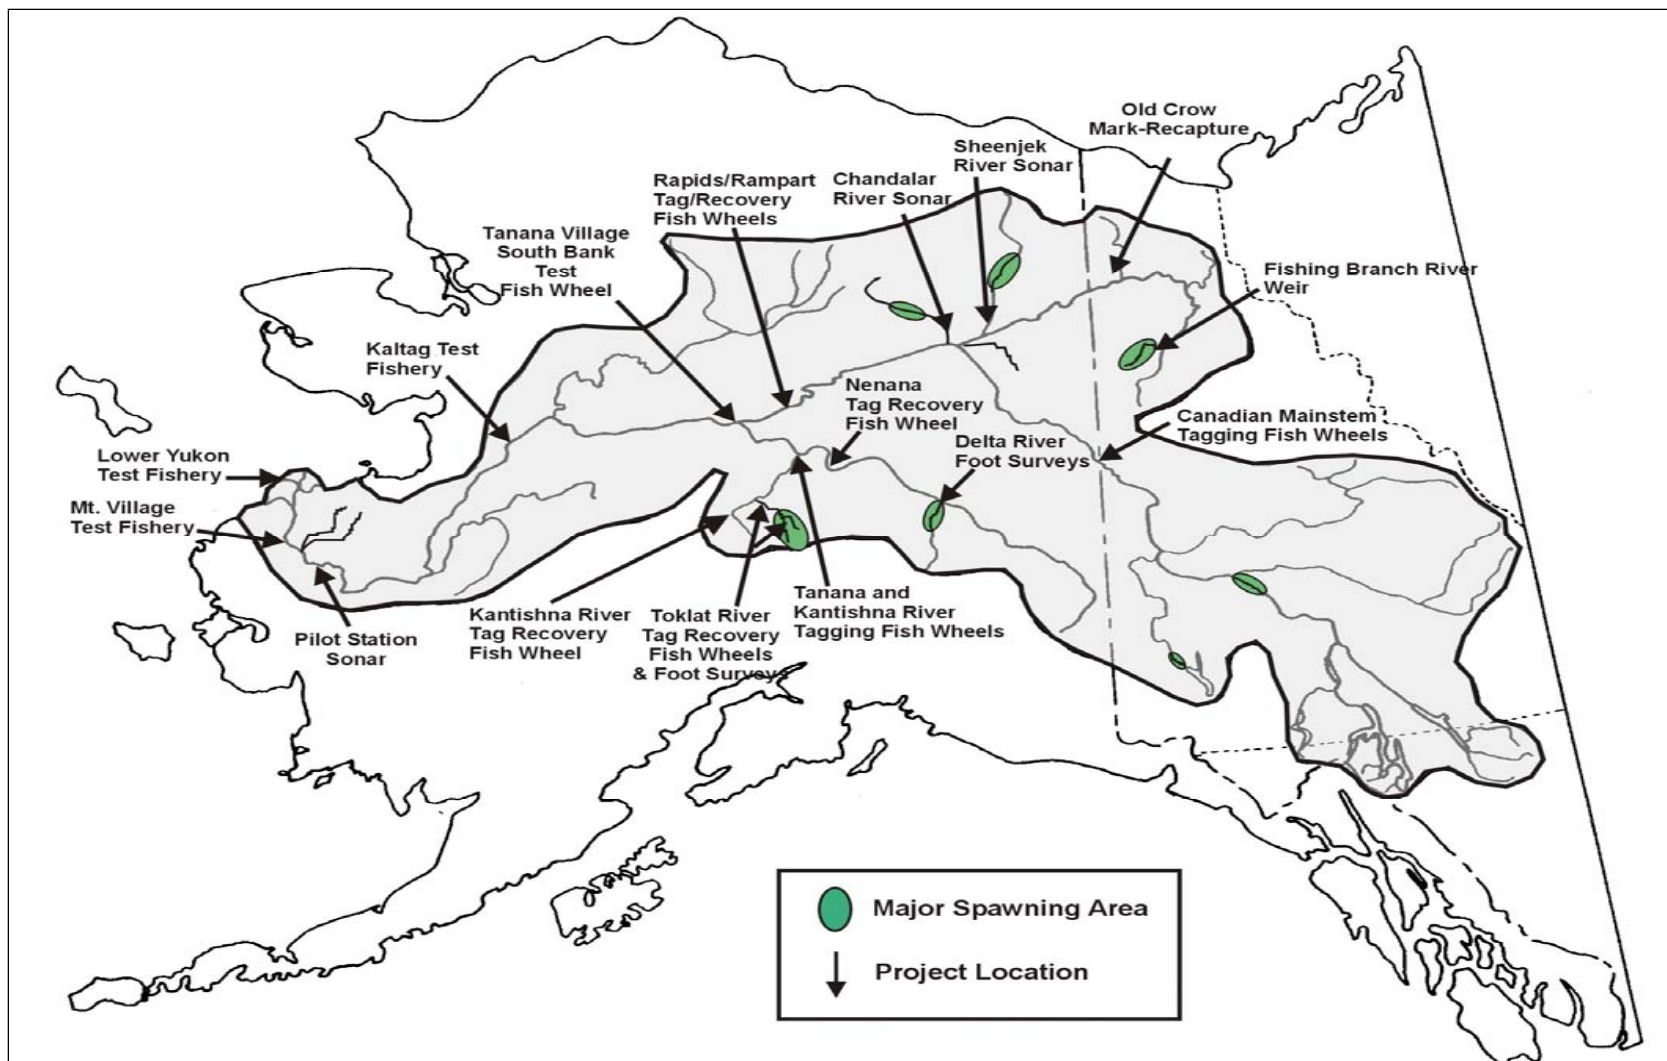 Old Crow
Mark-Recapture
Sheenjek
River Sonar
Chandalar
River Sonar
Rapids/Rampart
Tag/Recovery
Fish Wheels
Tanana Village
South Bank
Test
Fish Wheel
Fishing Branch River
Weir
Kaltag Test
Fishery
Nenana
Tag Recovery
Fish Wheel
Canadian Mainstem
Tagging Fish Wheels
Delta River
Foot Surveys
Lower Yukon
Test Fishery
Mt. Village
Test Fishery
Pilot Station
Sonar
Kantishna River
Tag Recovery
Fish Wheel
Toklat River
Tag Recovery
Fish Wheels
& Foot Surveys
Tanana and
Kantishna River
Tagging Fish Wheels
Major Spawning Area
Project Location